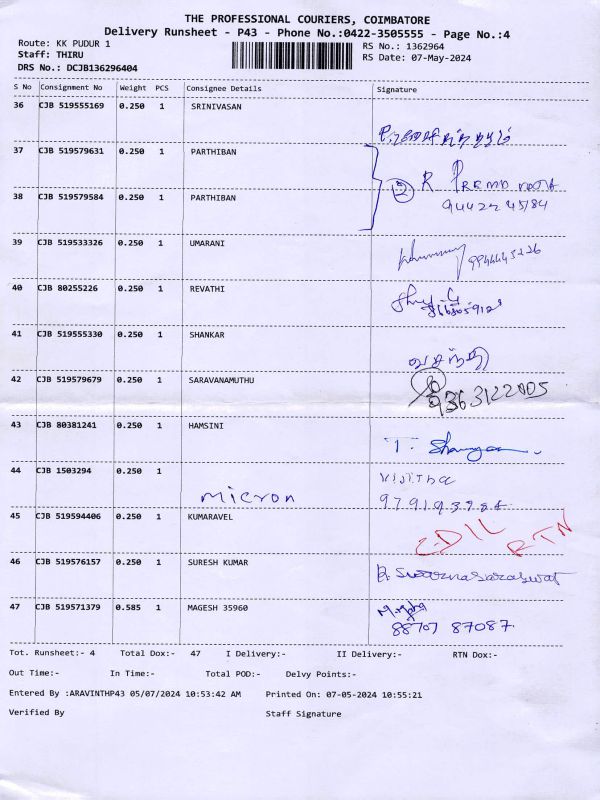 THE PROFESSIONAL COURIERS, COIMBATORE
Delivery Runsheet - P43 - Phone No.:0422-3505555 - Page No.:4
Route: KK PUDUR 1 RS No.: 1362964
Staff: THIRU RS Date: 07-May-2024
DRS No.: DCJB136296404
S No Consignment No Weight PCS Consignee Details Signature
36 CJB 519555169 0.250 1 SRINIVASAN
37 CJB 519579631 0.250 1 PARTHIBAN
② R
38 CJB 519579584 0.250 1 PARTHIBAN
39 CJB 519533326 0.250 1 UMARANI
9944445226
40 CJB 80255226 0.250 1 REVATHI
41 CJB 519555330 0.250 1 SHANKAR
வசந்தி
42 CJB 519579679 0.250 1 SARAVANAMUTHU
9363122005
43 CJB 80381241 0.250 1 HAMSINI
T.
44 CJB 1503294 0.250 1
micron
45 CJB 519594406 0.250 1 KUMARAVEL
RTN
46 CJB 519576157 0.250 1 SURESH KUMAR
47 CJB 519571379 0.585 1 MAGESH 35960
88707 87087
Tot. Runsheet:- 4 Total Dox:- 47 I Delivery:- II Delivery:- RTN Dox:-
Out Time:- In Time:- Total POD:- Delvy Points:-
Entered By :ARAVINTHP43 05/07/2024 10:53:42 AM Printed On: 07-05-2024 10:55:21
Verified By Staff Signature